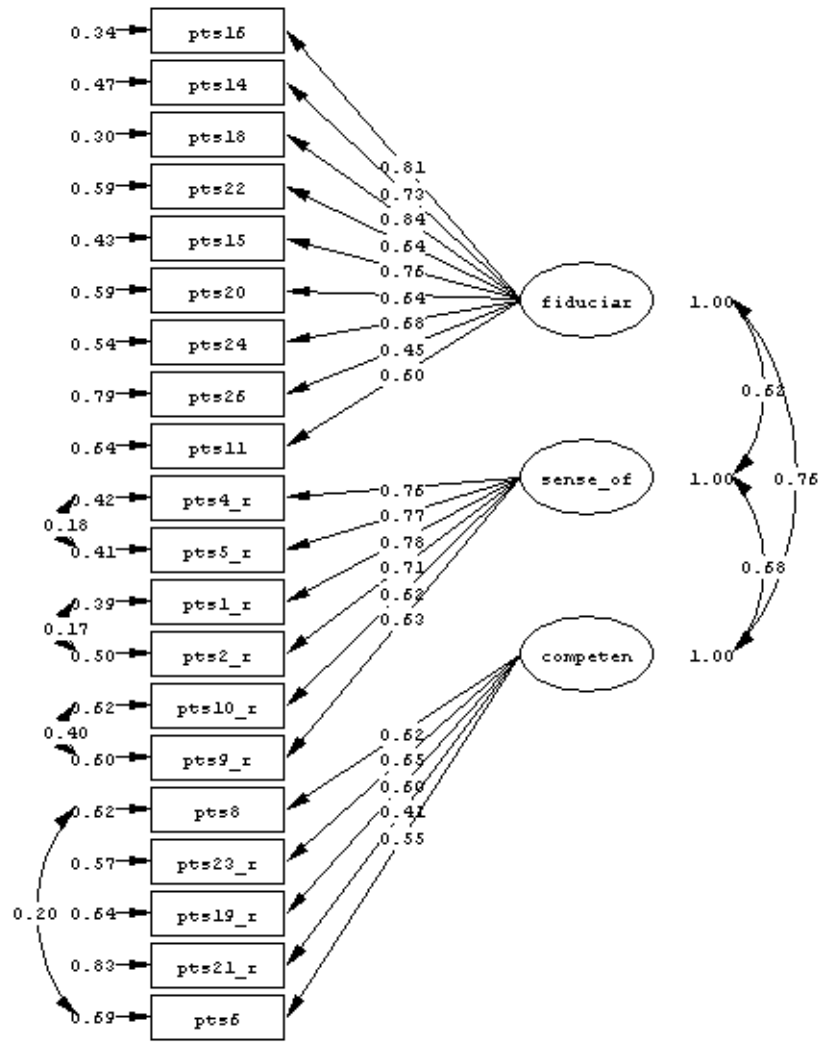 0.34 pts16
0.47 pts14
0.30 pts18
0.81
0.59 pts22
0.73
0.84
0.43 pts15
0.64
0.76
0.59 pts20
0.64
fiduciar 1.00
0.54 pts24
0.68
0.45
0.79 pts26
0.60
0.62
0.64 pts11
0.42 pts4_r
0.76
sense_of 1.00
0.76
0.18
0.77
0.41 pts5_r
0.78
0.71
0.68
0.39 pts1_r
0.62
0.17
0.63
0.50 pts2_r
competen 1.00
0.62 pts10_r
0.40
0.62
0.60 pts9_r
0.65
0.60
0.62 pts8
0.41
0.55
0.57 pts23_r
0.20
0.64 pts19_r
0.83 pts21_r
0.69 pts6